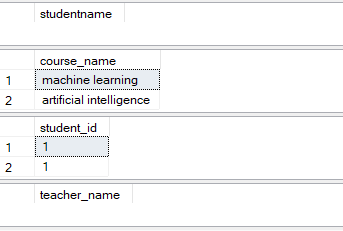 studentname
course_name
1 machine learning
2 artificial intelligence
student_id
1 1
2 1
teacher_name